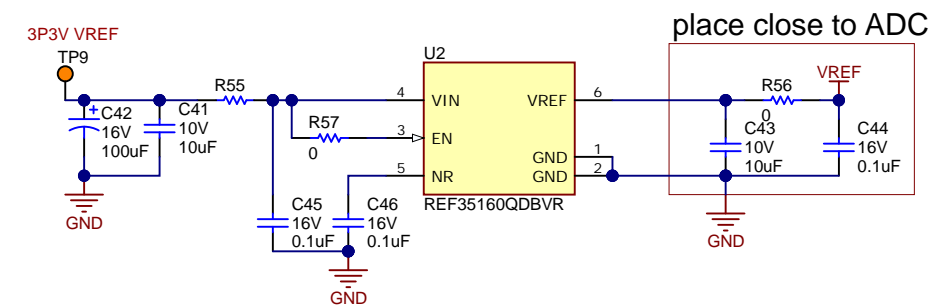 place close to ADC
3P3V VREF
TP9
U2
VREF
R55
R56
C42
16V
100uF
C41
10V
10uF
4
VIN
VREF
6
R57
0
3
EN
0
C43
10V
10uF
C44
16V
0.1uF
GND
1
5
NR
GND
2
REF35160QDBVR
C45
16V
0.1uF
C46
16V
0.1uF
GND
GND
GND